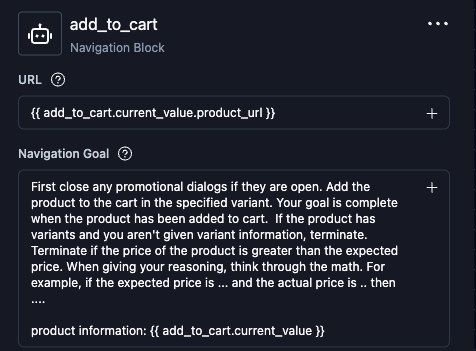 add_to_cart
Navigation Block
URL
{{ add_to_cart.current_value.product_url }}
Navigation Goal
First close any promotional dialogs if they are open. Add the
product to the cart in the specified variant. Your goal is complete
when the product has been added to cart.  If the product has
variants and you aren't given variant information, terminate.
Terminate if the price of the product is greater than the expected
price. When giving your reasoning, think through the math. For
example, if the expected price is ... and the actual price is .. then
....
product information: {{ add_to_cart.current_value }}